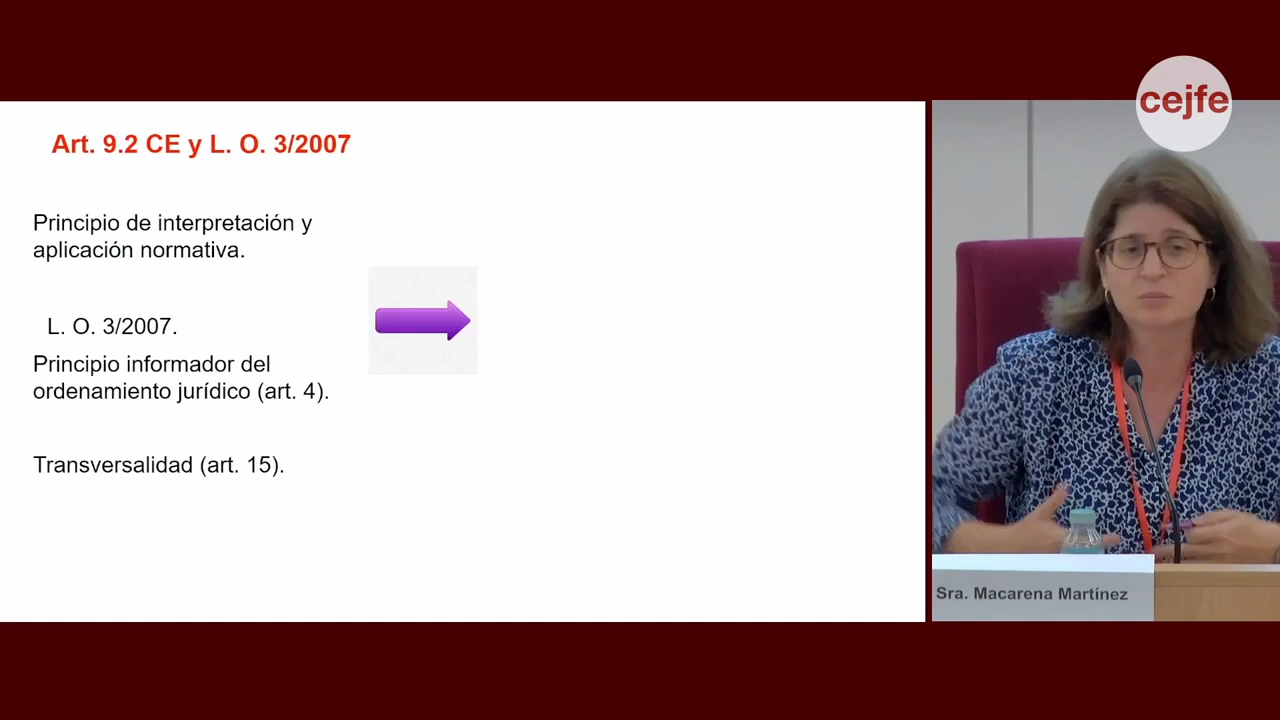 cejfe
Art. 9.2 CE y L. O. 3/2007
Principio de interpretación y
aplicación normativa.
L. O. 3/2007.
Principio informador del
ordenamiento jurídico (art. 4).
Transversalidad (art. 15).
Sra. Macarena Martínez